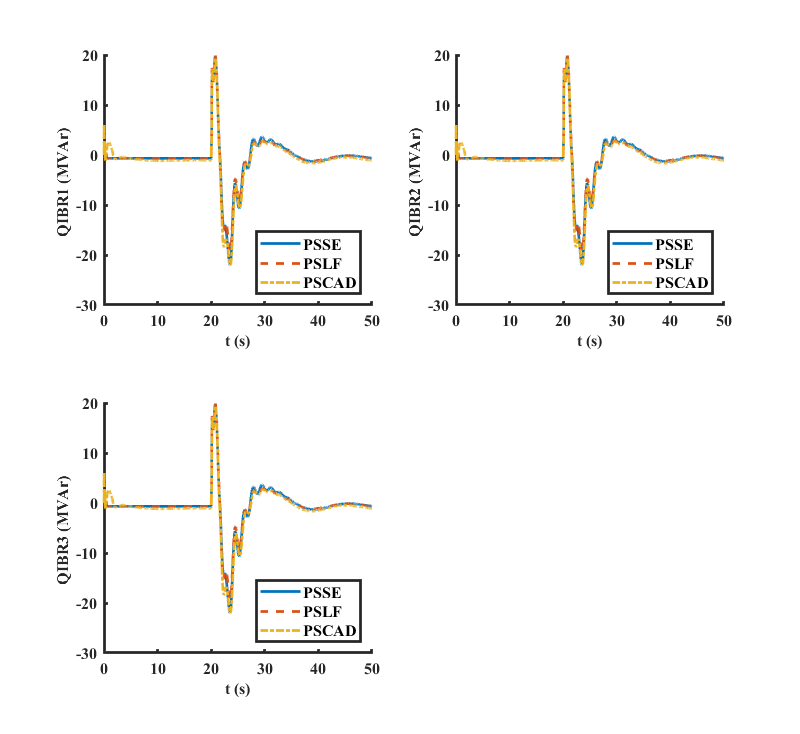 QIBR1 (MVAr)
20
10
0
-10
-20
-30
0 10 20 30 40 50
t (s)
PSSE
PSLF
PSCAD
QIBR2 (MVAr)
20
10
0
-10
-20
-30
0 10 20 30 40 50
t (s)
PSSE
PSLF
PSCAD
QIBR3 (MVAr)
20
10
0
-10
-20
-30
0 10 20 30 40 50
t (s)
PSSE
PSLF
PSCAD